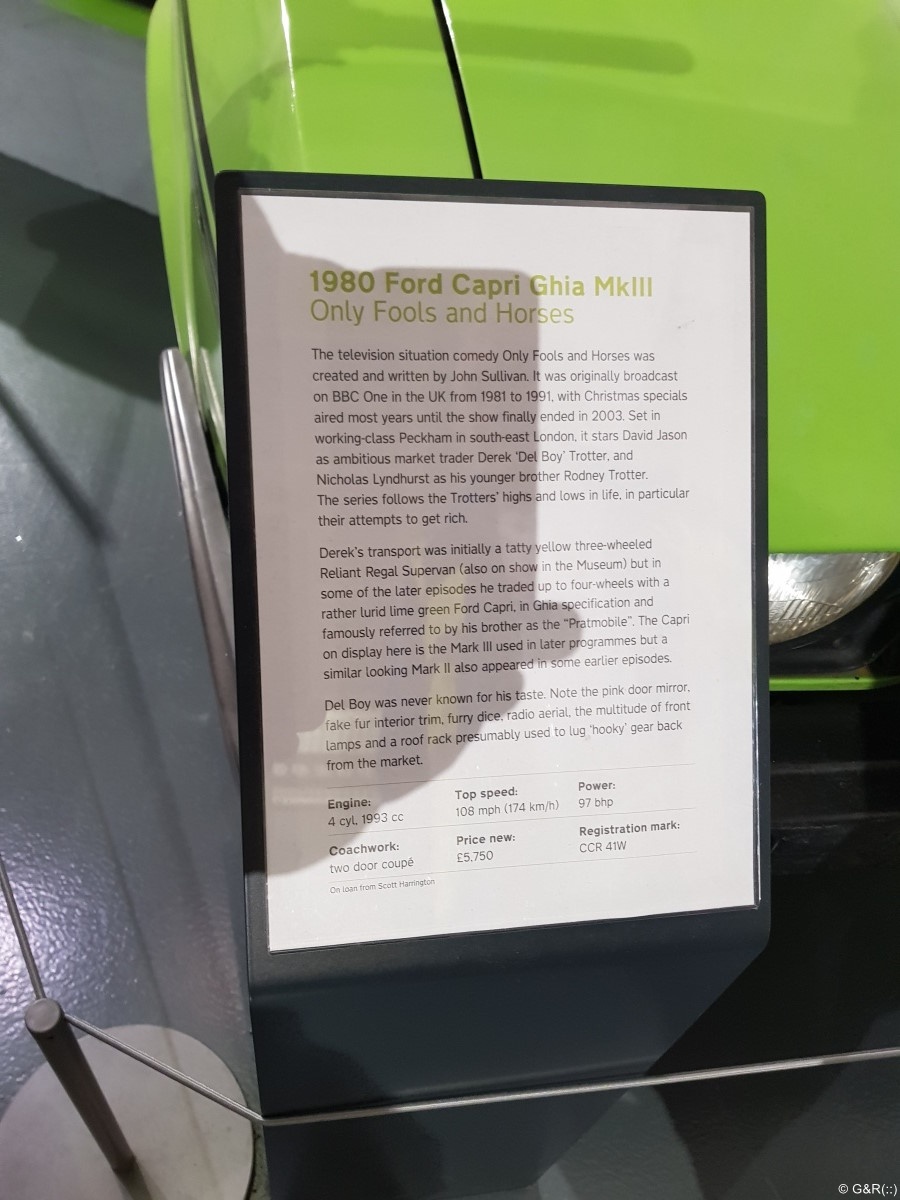 1980 Ford Capri Ghia MkIII
Only Fools and Horses
The television situation comedy Only Fools and Horses was
created and written by John Sullivan. It was originally broadcast
on BBC One in the UK from 1981 to 1991, with Christmas specials
aired most years until the show finally ended in 2003. Set in
working-class Peckham in south-east London, it stars David Jason
as ambitious market trader Derek ‘Del Boy’ Trotter, and
Nicholas Lyndhurst as his younger brother Rodney Trotter.
The series follows the Trotters’ highs and lows in life, in particular
their attempts to get rich.
Derek’s transport was initially a tatty yellow three-wheeled
Reliant Regal Supervan (also on show in the Museum) but in
some of the later episodes he traded up to four-wheels with a
rather lurid lime green Ford Capri, in Ghia specification and
famously referred to by his brother as the “Pratmobile”. The Capri
on display here is the Mark III used in later programmes but a
similar looking Mark II also appeared in some earlier episodes.
Del Boy was never known for his taste. Note the pink door mirror,
fake fur interior trim, furry dice, radio aerial, the multitude of front
lamps and a roof rack presumably used to lug ‘hooky’ gear back
from the market.
Engine: Top speed: Power:
4 cyl, 1993 cc 108 mph (174 km/h) 97 bhp
Coachwork: Price new: Registration mark:
two door coupé £5,750 CCR 41W
On loan from Scott Harrington
© G&R(::)